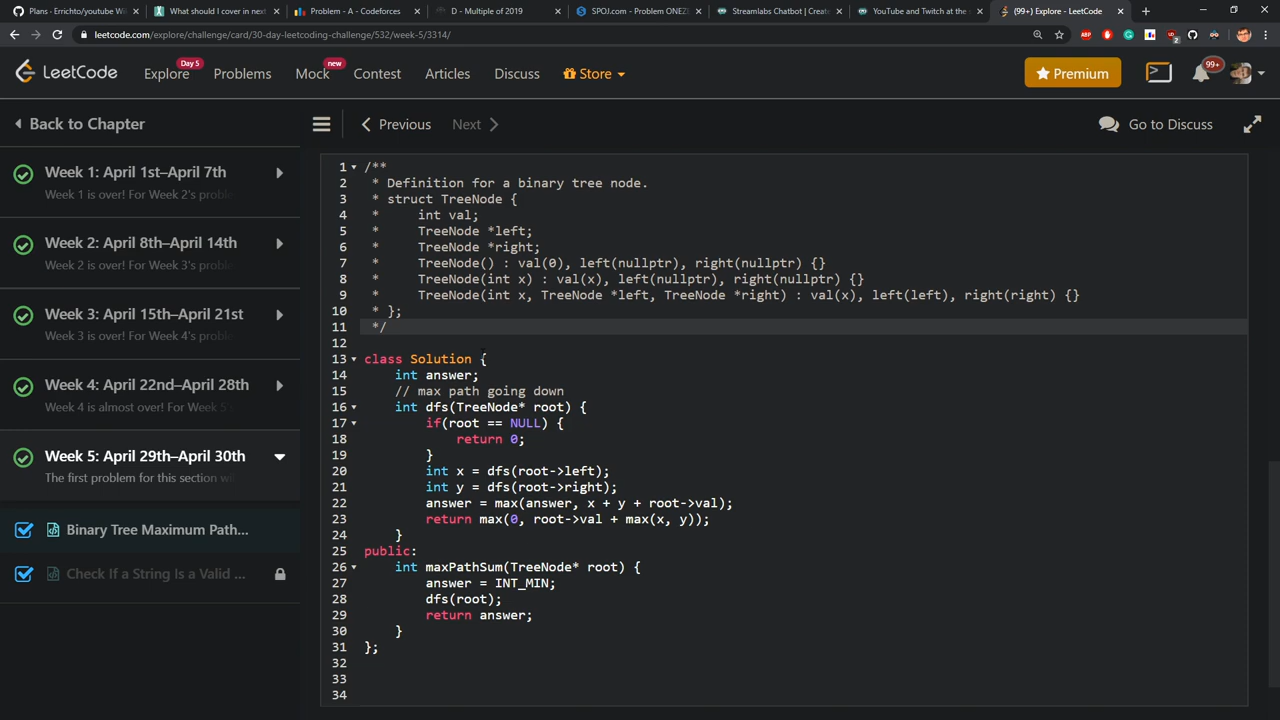 Plans · Errichto/youtube Wi
What should I cover in next
Problem - A - Codeforces
D - Multiple of 2019
SPOJ.com - Problem ONEZ
Streamlabs Chatbot | Creat
YouTube and Twitch at the s
(99+) Explore - LeetCode
leetcode.com/explore/challenge/card/30-day-leetcoding-challenge/532/week-5/3314/
LeetCode
Explore
Day 5
Problems
Mock
new
Contest
Articles
Discuss
Store
Premium
99+
Back to Chapter
Previous
Next
Go to Discuss
Week 1: April 1st–April 7th
Week 1 is over! For Week 2's probl
Week 2: April 8th–April 14th
Week 2 is over! For Week 3's probl
Week 3: April 15th–April 21st
Week 3 is over! For Week 4's probl
Week 4: April 22nd–April 28th
Week 4 is almost over! For Week 5's
Week 5: April 29th–April 30th
The first problem for this section wi
Binary Tree Maximum Path...
Check If a String Is a Valid ...
1 /**
2 * Definition for a binary tree node.
3 * struct TreeNode {
4 *     int val;
5 *     TreeNode *left;
6 *     TreeNode *right;
7 *     TreeNode() : val(0), left(nullptr), right(nullptr) {}
8 *     TreeNode(int x) : val(x), left(nullptr), right(nullptr) {}
9 *     TreeNode(int x, TreeNode *left, TreeNode *right) : val(x), left(left), right(right) {}
10 * };
11 */
12
13 class Solution {
14     int answer;
15     // max path going down
16     int dfs(TreeNode* root) {
17         if(root == NULL) {
18             return 0;
19         }
20         int x = dfs(root->left);
21         int y = dfs(root->right);
22         answer = max(answer, x + y + root->val);
23         return max(0, root->val + max(x, y));
24     }
25 public:
26     int maxPathSum(TreeNode* root) {
27         answer = INT_MIN;
28         dfs(root);
29         return answer;
30     }
31 };
32
33
34